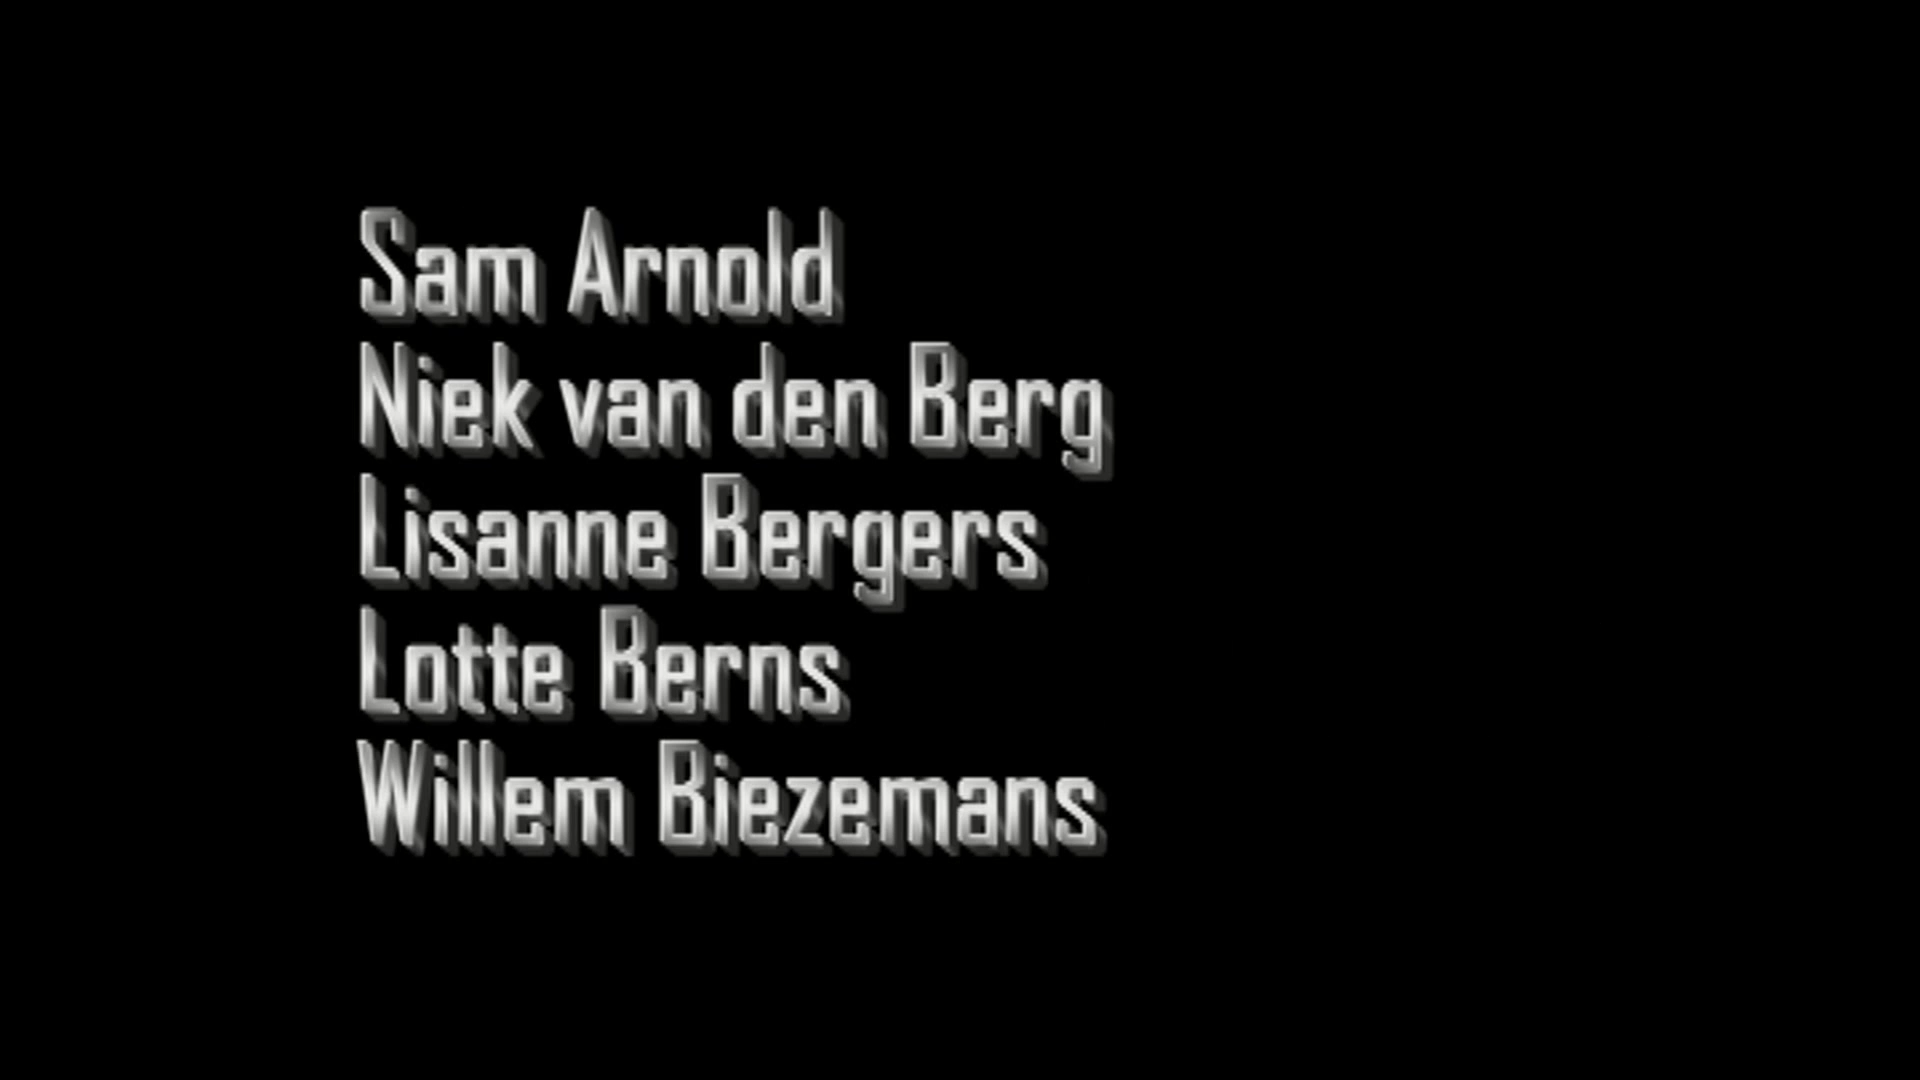 Sam Arnold
Niek van den Berg
Lisanne Bergers
Lotte Berns
Willem Biezemans